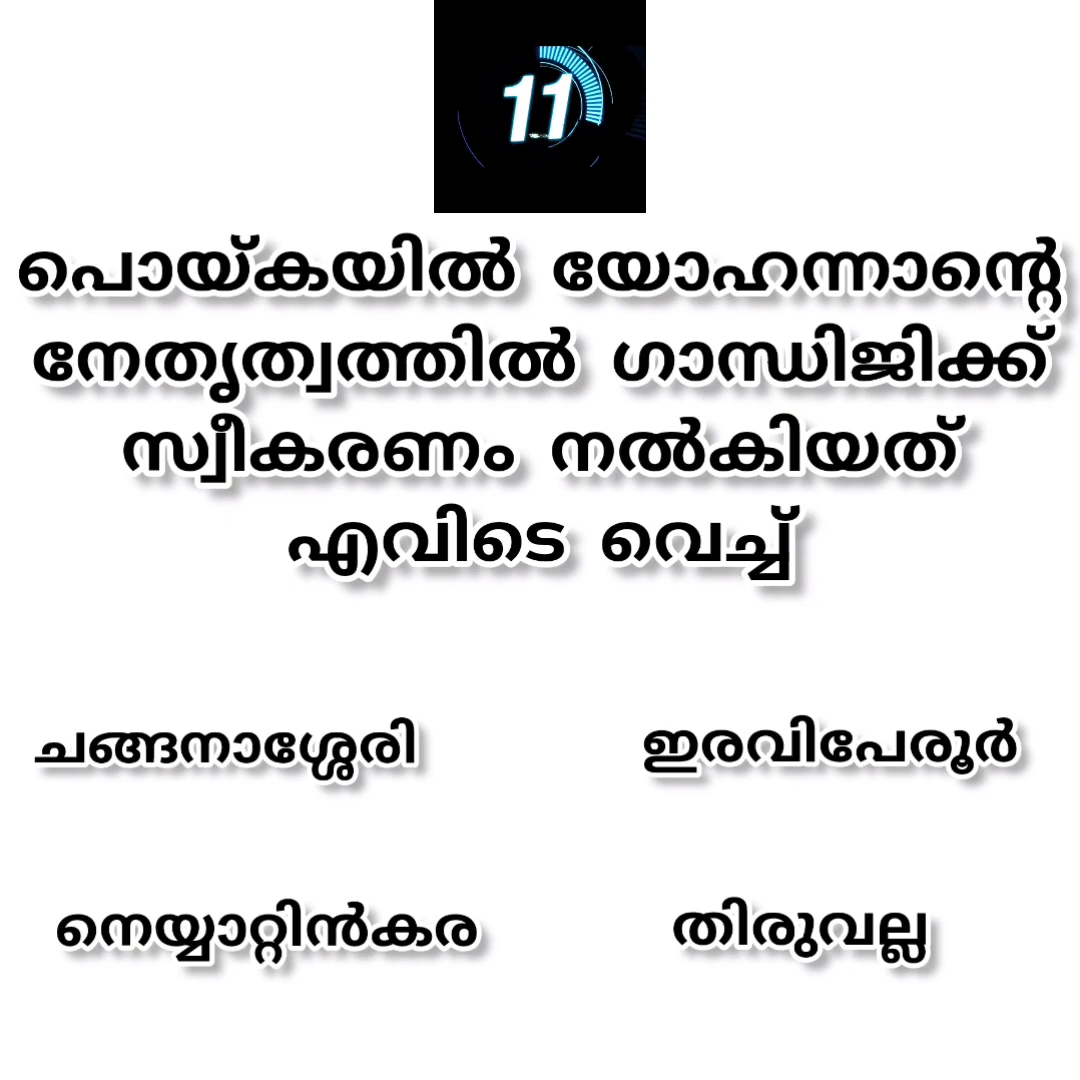 11
പൊയ്കയിൽ യോഹന്നാന്റെ
നേതൃത്വത്തിൽ ഗാന്ധിജിക്ക്
സ്വീകരണം നൽകിയത്
എവിടെ വെച്ച്
ചങ്ങനാശ്ശേരി ഇരവിപേരൂർ
നെയ്യാറ്റിൻകര തിരുവല്ല